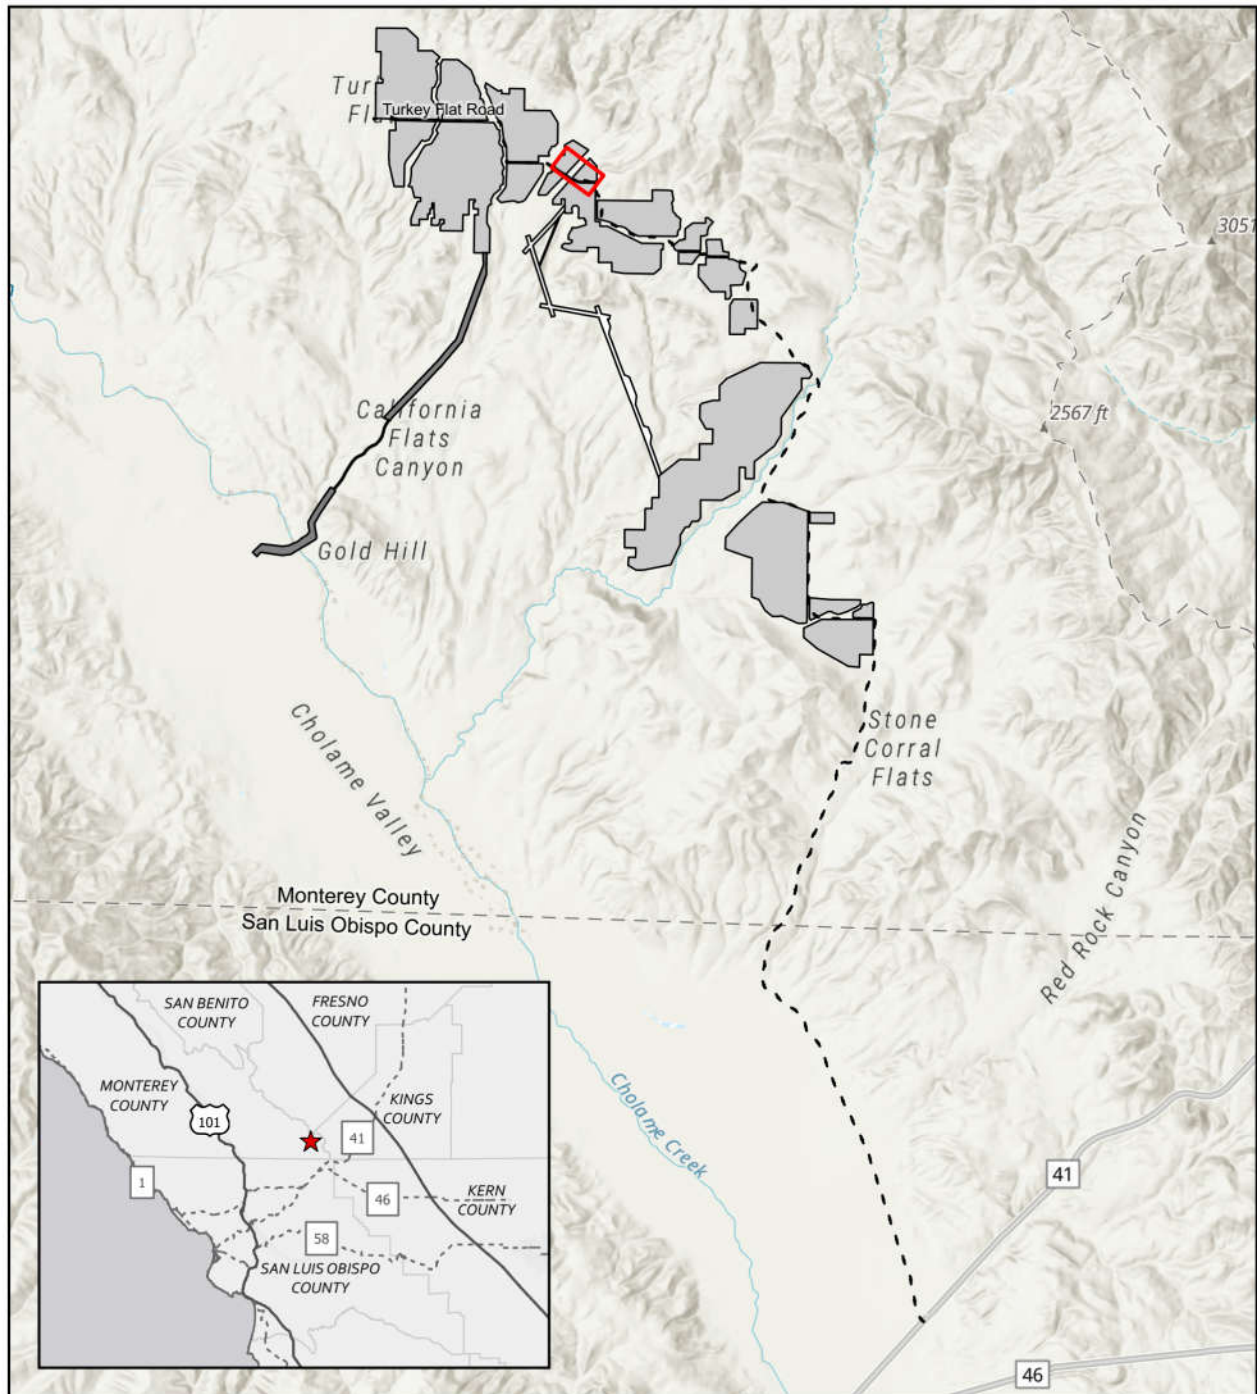 Tur
Fl
Turkey Flat Road
3051
2567 ft
California
Flats
Canyon
Gold Hill
Stone
Corral
Flats
Cholame Valley
Red Rock Canyon
Monterey County
San Luis Obispo County
Cholame Creek
41
46
SAN BENITO
COUNTY
FRESNO
COUNTY
MONTEREY
COUNTY
101
KINGS
COUNTY
41
1
46
KERN
COUNTY
58
SAN LUIS OBISPO
COUNTY